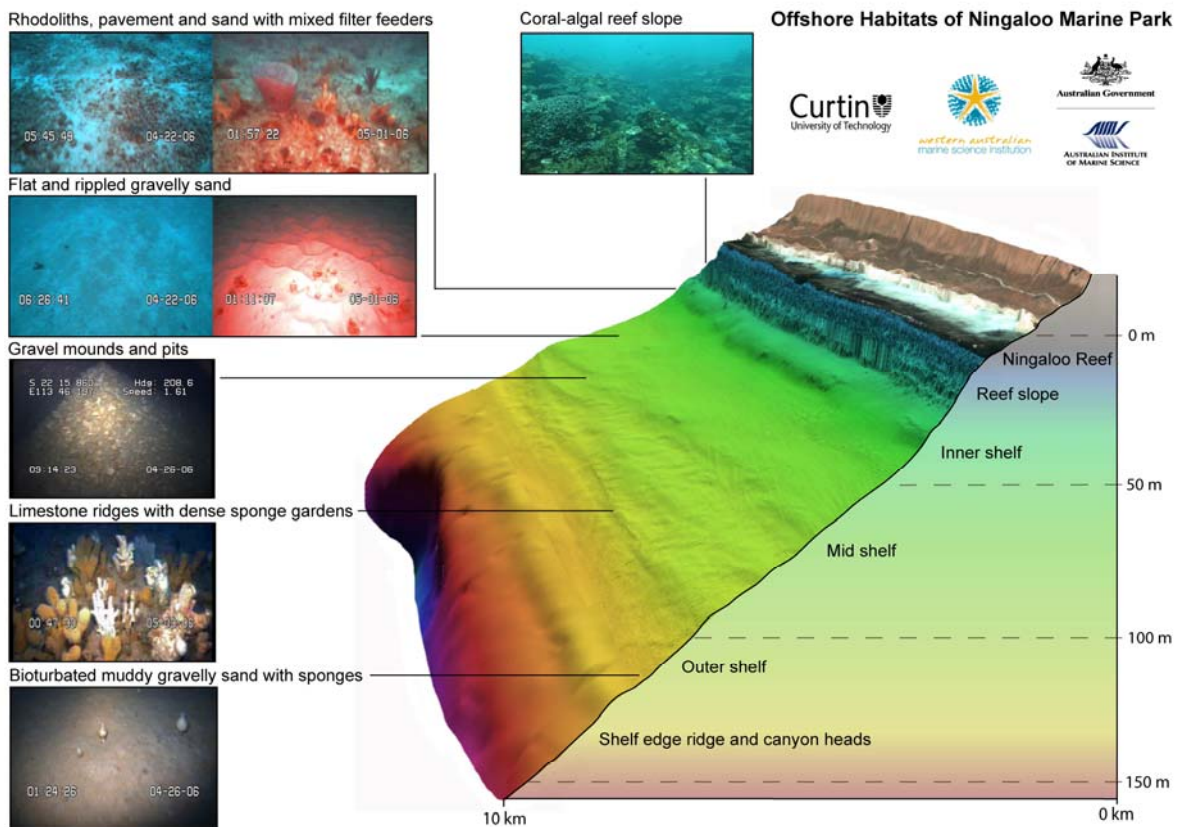 Rhodoliths, pavement and sand with mixed filter feeders
05:45:49 04-22-06
01:57:22 05-01-06
Flat and rippled gravelly sand
06:26:41 04-22-06
01:11:07 05-01-06
Gravel mounds and pits
Hdg: 208.6
Speed: 1.61
09:14:23 04-26-06
Limestone ridges with dense sponge gardens
Bioturbated muddy gravelly sand with sponges
01:24:26 04-26-06
Coral-algal reef slope
Offshore Habitats of Ningaloo Marine Park
Curtin
University of Technology
western australian
marine science institution
Australian Government
AIMS
AUSTRALIAN INSTITUTE
OF MARINE SCIENCE
0 m
Ningaloo Reef
Reef slope
Inner shelf
50 m
Mid shelf
100 m
Outer shelf
Shelf edge ridge and canyon heads
150 m
10 km
0 km